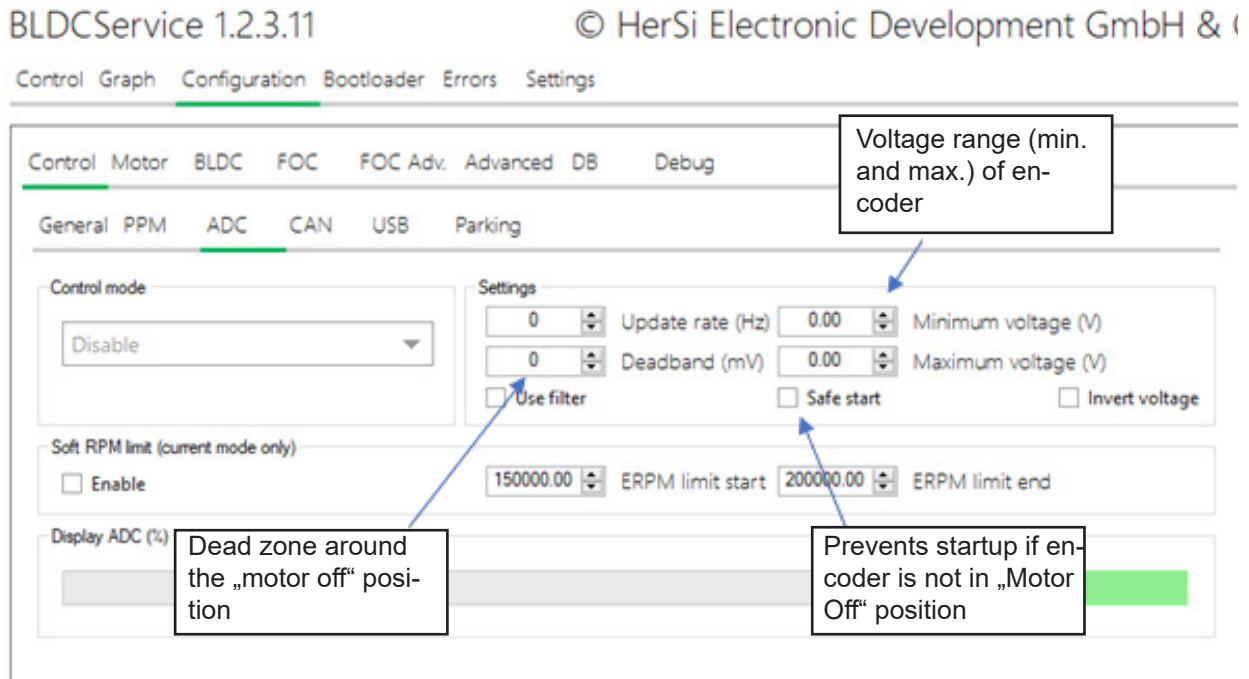 BLDCService 1.2.3.11 © HerSi Electronic Development GmbH &
Control Graph Configuration Bootloader Errors Settings
Voltage range (min.
and max.) of en-
coder
Control Motor BLDC FOC FOC Adv. Advanced DB Debug
General PPM ADC CAN USB Parking
Control mode
Disable
Settings
0 Update rate (Hz) 0.00 Minimum voltage (V)
0 Deadband (mV) 0.00 Maximum voltage (V)
Use filter Safe start Invert voltage
Soft RPM limit (current mode only)
Enable 150000.00 ERPM limit start 200000.00 ERPM limit end
Display ADC (%)
Dead zone around
the „motor off“ posi-
tion
Prevents startup if en-
coder is not in „Motor
Off“ position